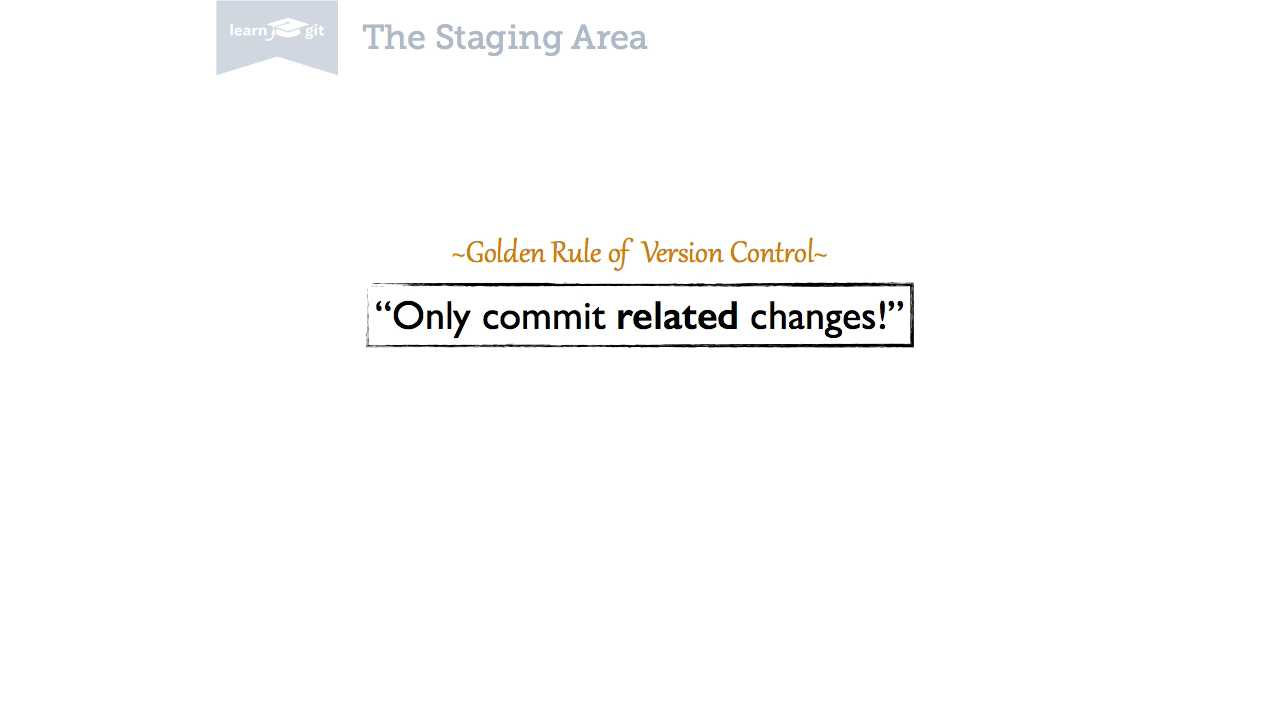 learn git
The Staging Area
~Golden Rule of Version Control~
“Only commit related changes!”